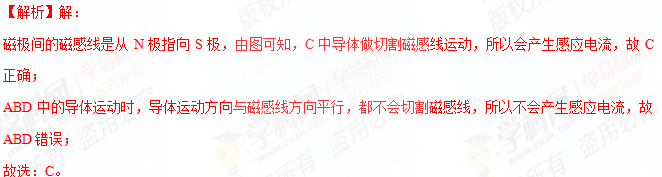 【解析】解：
磁极间的磁感线是从 N 极指向 S 极，由图可知，C 中导体做切割磁感线运动，所以会产生感应电流，故 C
正确；
ABD 中的导体运动时，导体运动方向与磁感线方向平行，都不会切割磁感线，所以不会产生感应电流，故
ABD 错误；
故选：C。